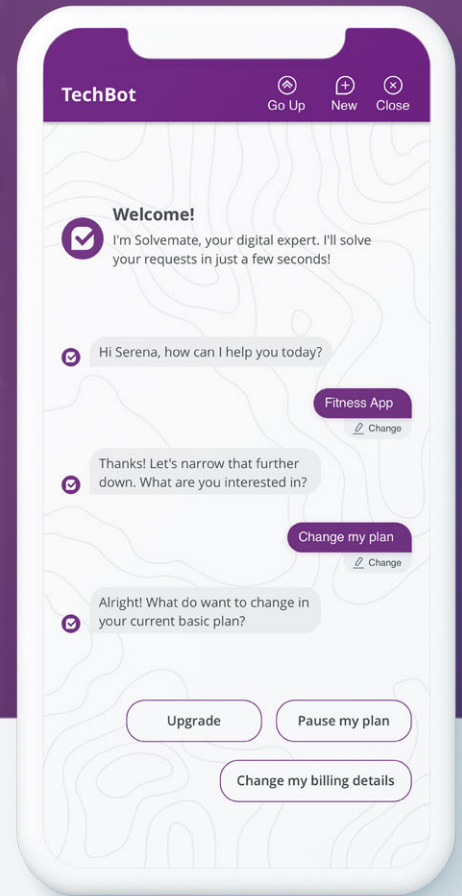 TechBot
Go Up
New
Close
Welcome!
I'm Solvemate, your digital expert. I'll solve
your requests in just a few seconds!
Hi Serena, how can I help you today?
Fitness App
Change
Thanks! Let's narrow that further
down. What are you interested in?
Change my plan
Change
Alright! What do want to change in
your current basic plan?
Upgrade
Pause my plan
Change my billing details